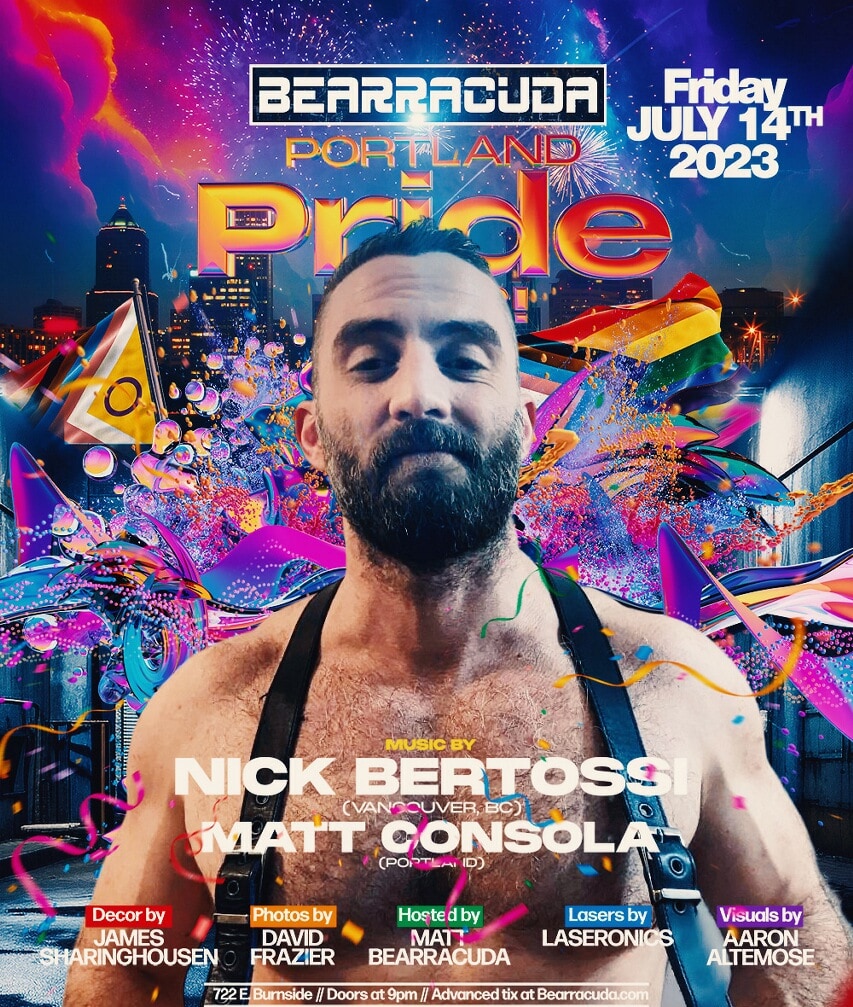 BEARRACUDA
Friday
JULY 14TH
2023
PORTLAND
Pride
MUSIC BY
NICK BERTOSSI
(VANCOUVER, BC)
MATT CONSOLA
(PORTLAND)
Decor by
JAMES
SHARINGHOUSEN
Photos by
DAVID
FRAZIER
Hosted by
MATT
BEARRACUDA
Lasers by
LASERONICS
Visuals by
AARON
ALTEMOSE
722 E. Burnside // Doors at 9pm // Advanced tix at Bearracuda.com